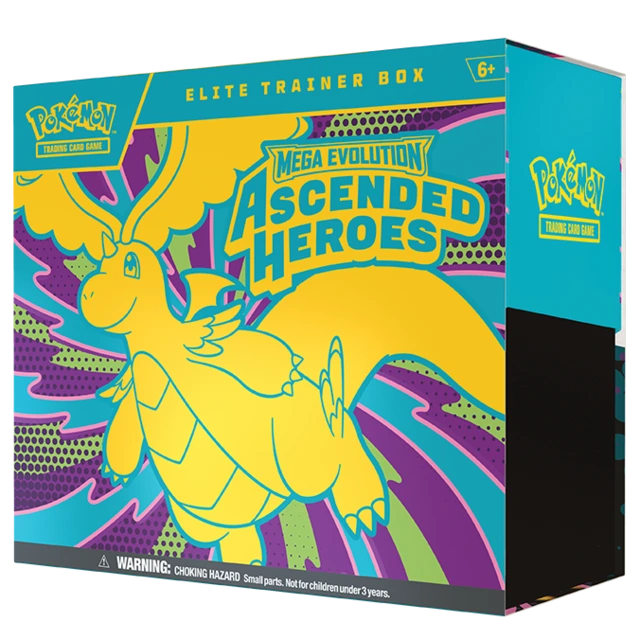 ELITE TRAINER BOX
6+
POKÉMON
TRADING CARD GAME
MEGA EVOLUTION
ASCENDED
HEROES
POKÉMON
TRADING CARD GAME
WARNING: CHOKING HAZARD Small parts. Not for children under 3 years.